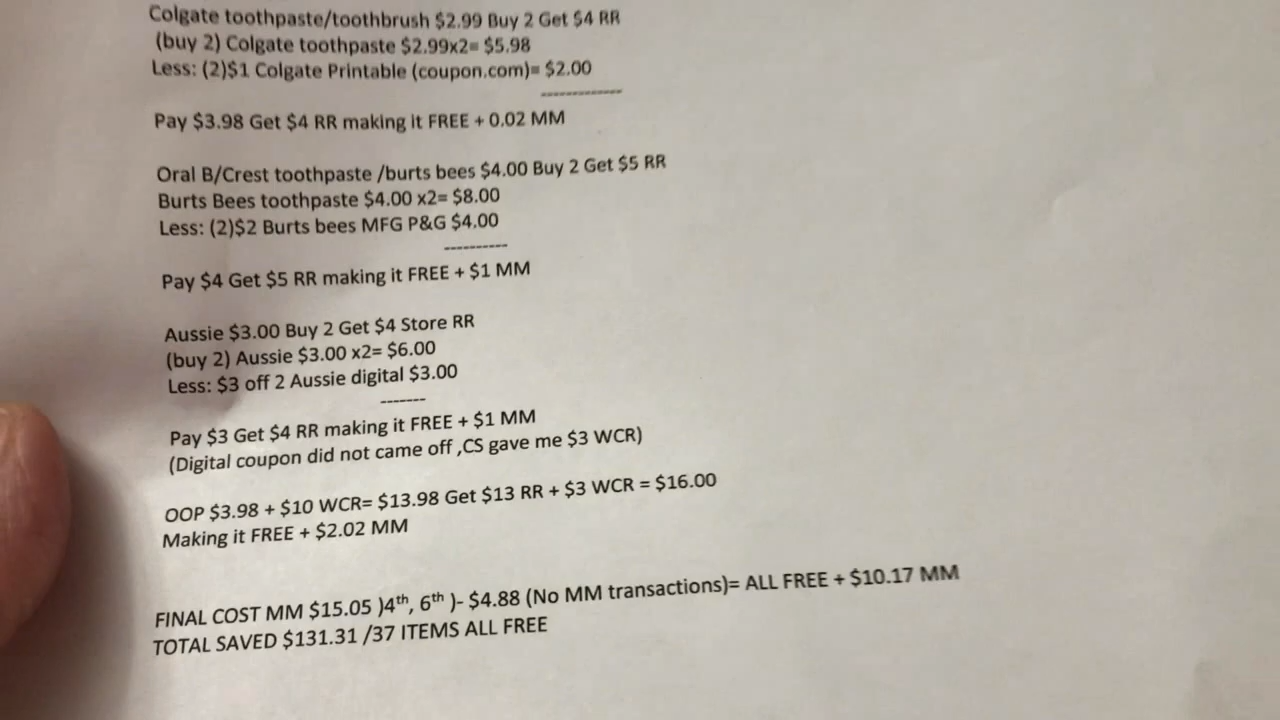 Colgate toothpaste/toothbrush $2.99 Buy 2 Get $4 RR
(buy 2) Colgate toothpaste $2.99x2= $5.98
Less: (2)$1 Colgate Printable (coupon.com)= $2.00
-------------
Pay $3.98 Get $4 RR making it FREE + 0.02 MM
Oral B/Crest toothpaste /burts bees $4.00 Buy 2 Get $5 RR
Burts Bees toothpaste $4.00 x2= $8.00
Less: (2)$2 Burts bees MFG P&G $4.00
----------
Pay $4 Get $5 RR making it FREE + $1 MM
Aussie $3.00 Buy 2 Get $4 Store RR
(buy 2) Aussie $3.00 x2= $6.00
Less: $3 off 2 Aussie digital $3.00
-------
Pay $3 Get $4 RR making it FREE + $1 MM
(Digital coupon did not came off ,CS gave me $3 WCR)
OOP $3.98 + $10 WCR= $13.98 Get $13 RR + $3 WCR = $16.00
Making it FREE + $2.02 MM
FINAL COST MM $15.05 )4th, 6th )- $4.88 (No MM transactions)= ALL FREE + $10.17 MM
TOTAL SAVED $131.31 /37 ITEMS ALL FREE